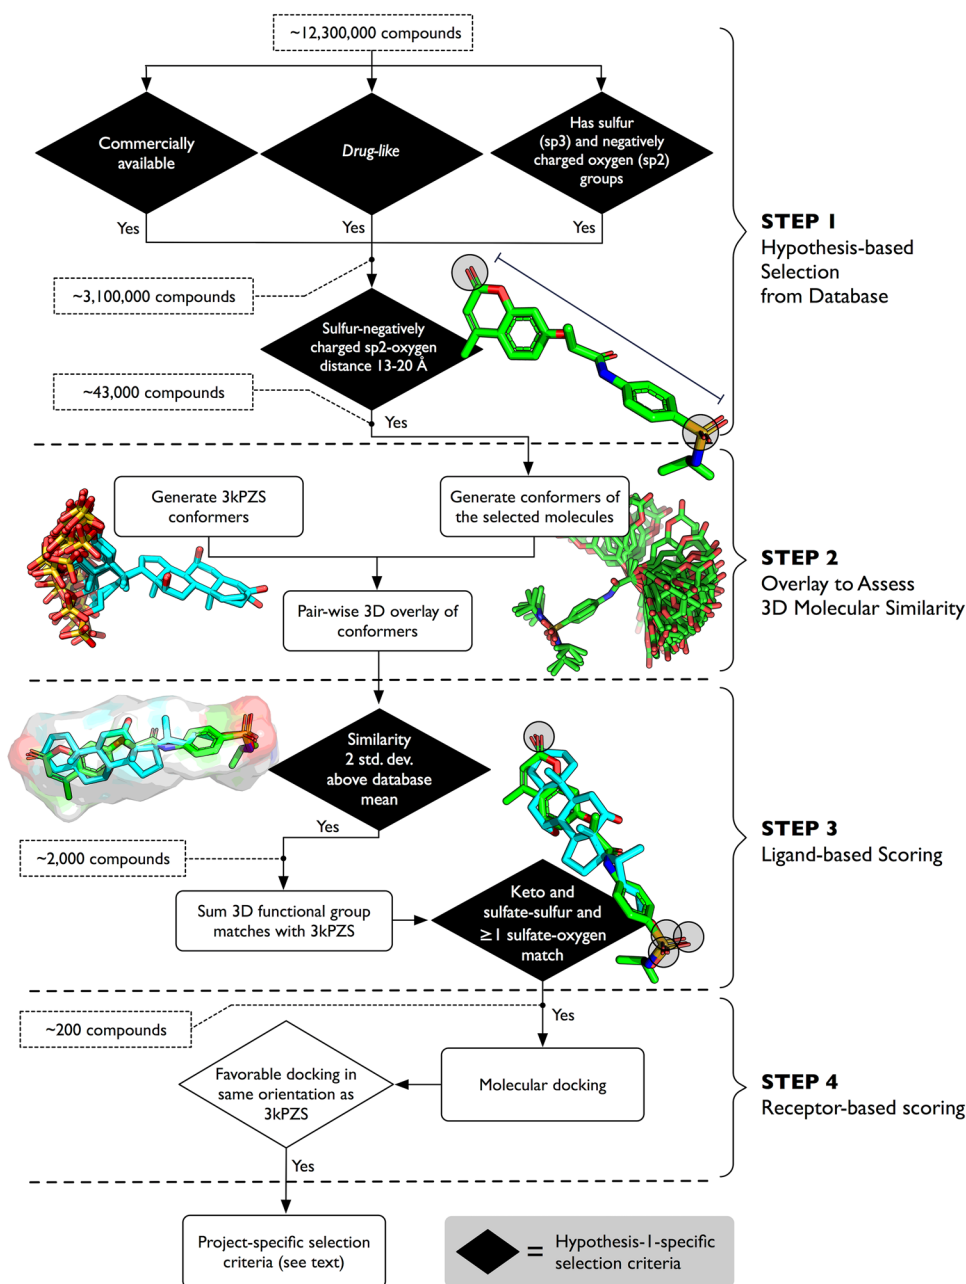 ~12,300,000 compounds
Commercially
available
Drug-like
Has sulfur
(sp3) and negatively
charged oxygen (sp2)
groups
Yes
Yes
Yes
STEP 1
Hypothesis-based
Selection
from Database
~3,100,000 compounds
Sulfur-negatively
charged sp2-oxygen
distance 13-20 Å
~43,000 compounds
Yes
Generate 3kPZS
conformers
Generate conformers of
the selected molecules
STEP 2
Overlay to Assess
3D Molecular Similarity
Pair-wise 3D overlay of
conformers
Similarity
2 std. dev.
above database
mean
Yes
~2,000 compounds
STEP 3
Ligand-based Scoring
Sum 3D functional group
matches with 3kPZS
Keto and
sulfate-sulfur and
≥1 sulfate-oxygen
match
~200 compounds
Yes
Favorable docking in
same orientation as
3kPZS
Molecular docking
STEP 4
Receptor-based scoring
Yes
Project-specific selection
criteria (see text)
= Hypothesis-1-specific
selection criteria